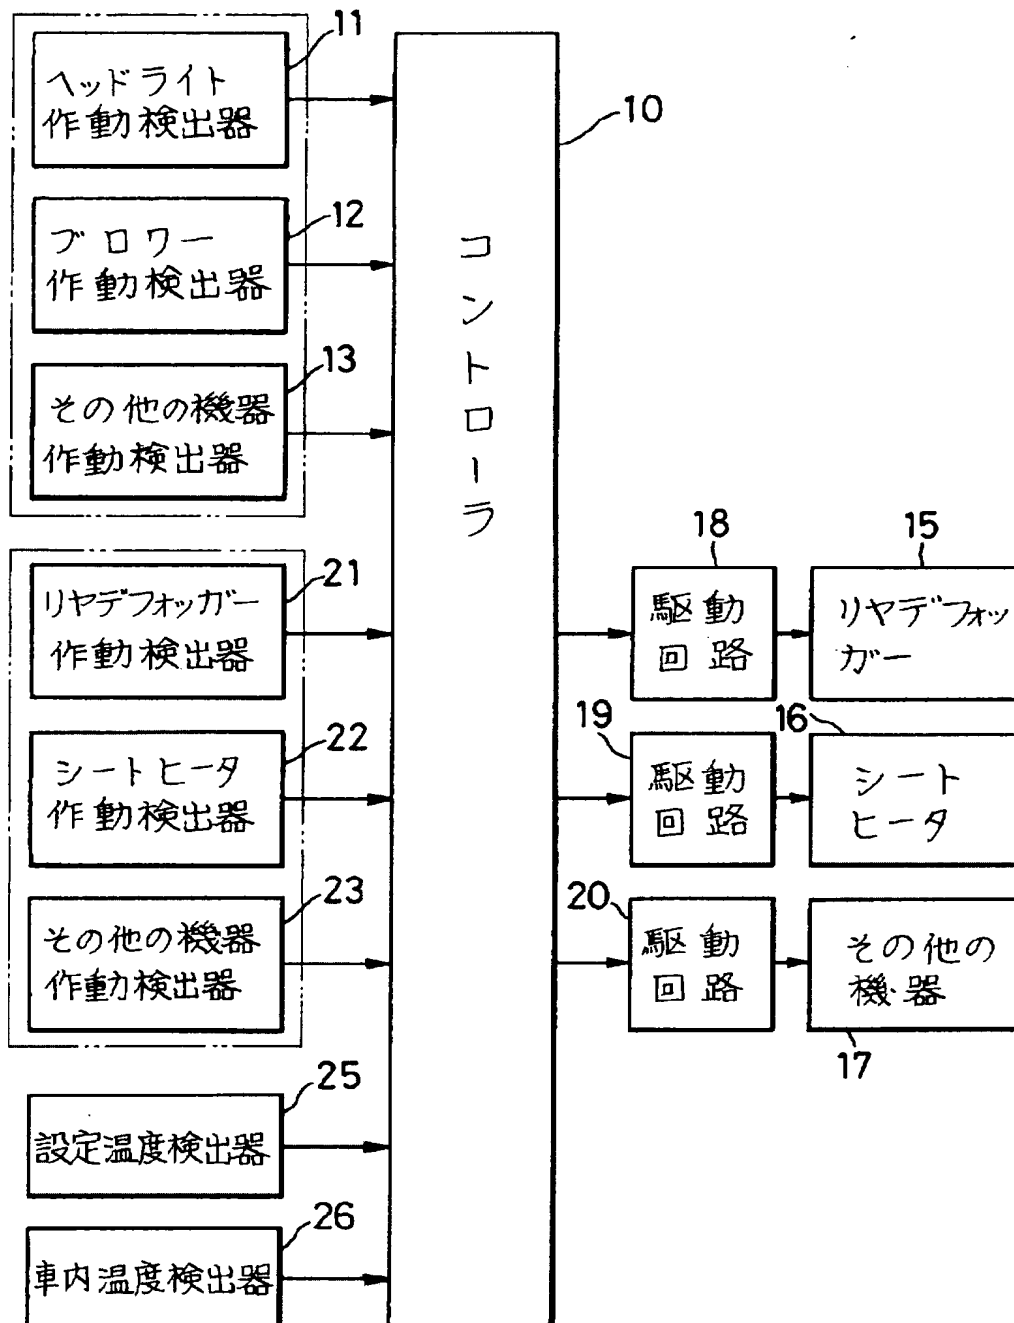 11
ヘッドライト
作動検出器
12
ブロワー
作動検出器
13
その他の機器
作動検出器
21
リヤデフォッガー
作動検出器
22
シートヒータ
作動検出器
23
その他の機器
作動検出器
25
設定温度検出器
26
車内温度検出器
10
コントローラ
18
駆動
回路
15
リヤデフォッ
ガー
19
駆動
回路
16
シート
ヒータ
20
駆動
回路
その他の
機器
17